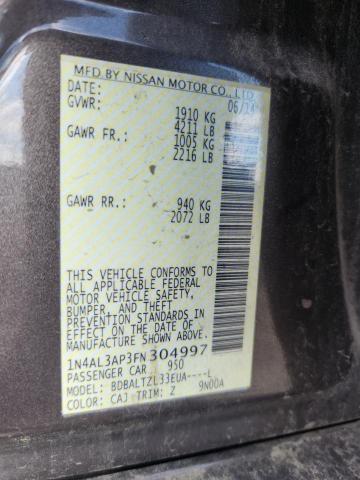 MFD BY NISSAN MOTOR CO., LTD.
DATE: 06/14
GVWR: 1910 KG
4211 LB
GAWR FR.: 1005 KG
2216 LB
GAWR RR.: 940 KG
2072 LB
THIS VEHICLE CONFORMS TO
ALL APPLICABLE FEDERAL
MOTOR VEHICLE SAFETY,
BUMPER, AND THEFT
PREVENTION STANDARDS IN
EFFECT ON THE DATE OF
MANUFACTURE SHOWN ABOVE.
1N4AL3AP3FN304997
PASSENGER CAR 950
MODEL: BDBALTZL33EUA----L
COLOR: CAJ TRIM: Z 9N00A